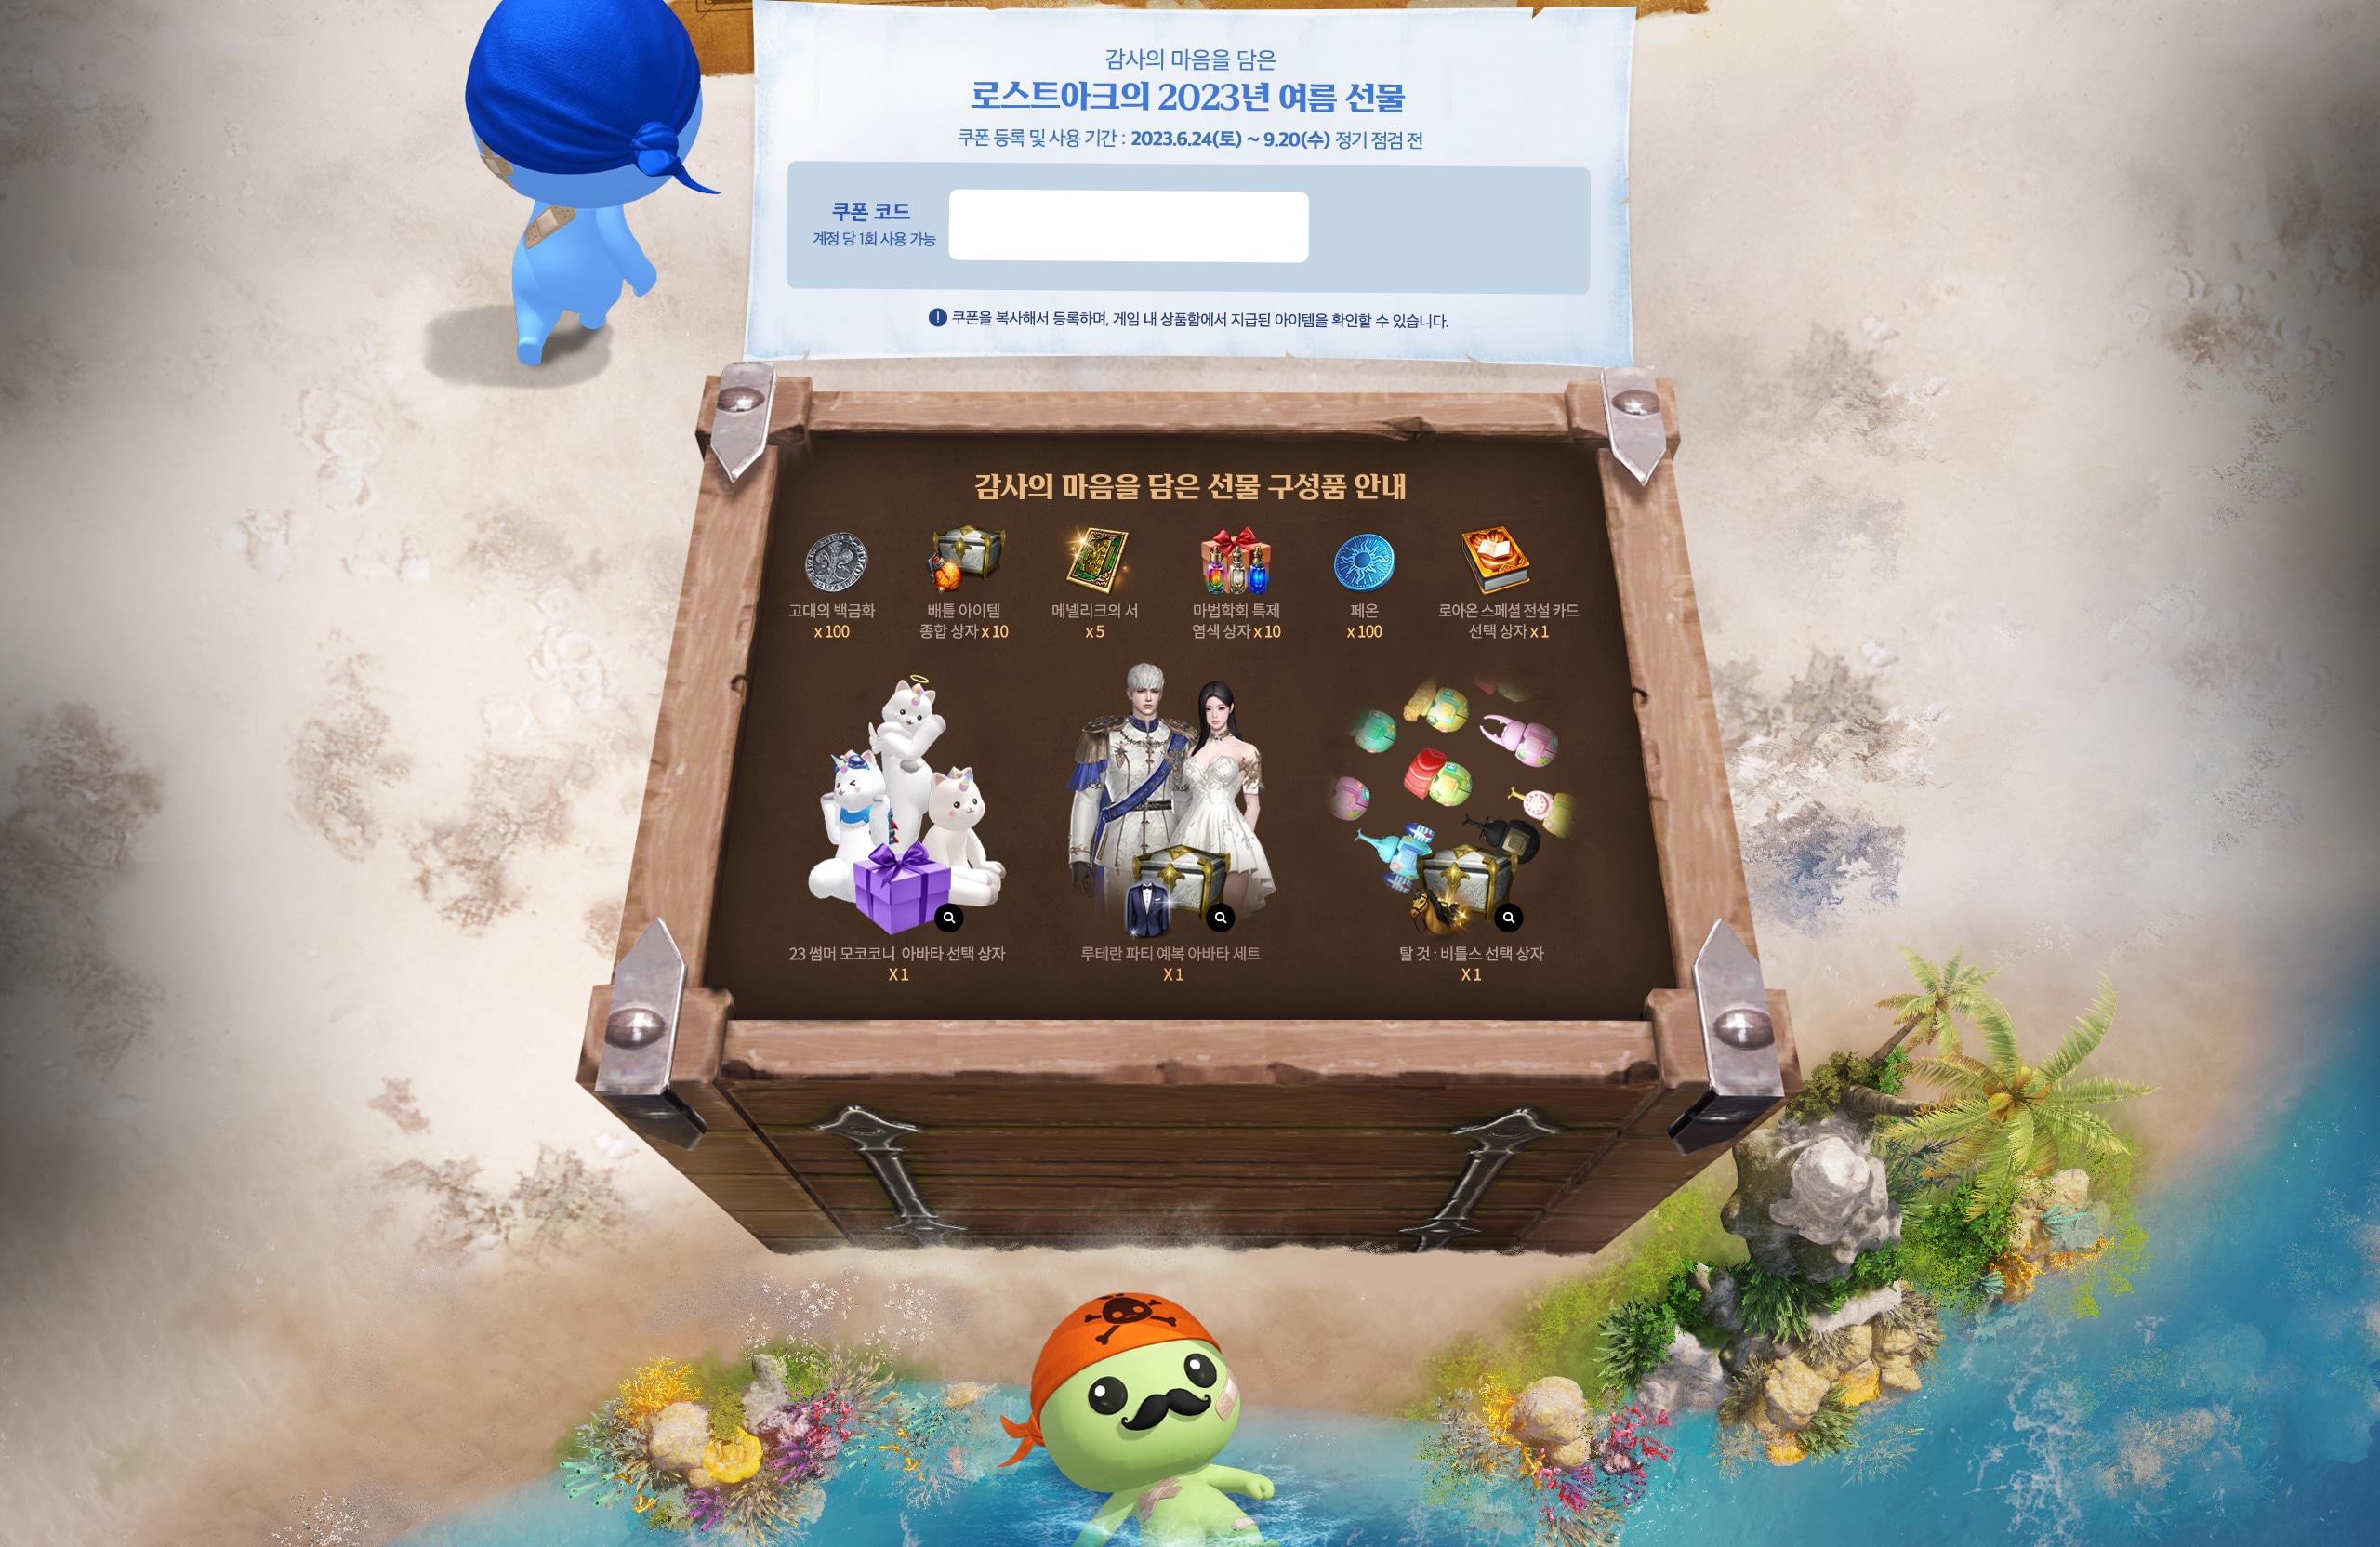 감사의 마음을 담은
로스트아크의 2023년 여름 선물
쿠폰 등록 및 사용 기간 : 2023.6.24(토) ~ 9.20(수) 정기 점검 전
쿠폰 코드
계정 당 1회 사용 가능
! 쿠폰을 복사해서 등록하며, 게임 내 상품함에서 지급된 아이템을 확인할 수 있습니다.
감사의 마음을 담은 선물 구성품 안내
고대의 백금화
x 100
배틀 아이템
종합 상자 x 10
메넬리크의 서
x 5
마법학회 특제
염색 상자 x 10
페온
x 100
로아온 스페셜 전설 카드
선택 상자 x 1
23 썸머 모코코니 아바타 선택 상자
X 1
루테란 파티 예복 아바타 세트
X 1
탈 것 : 비틀스 선택 상자
X 1